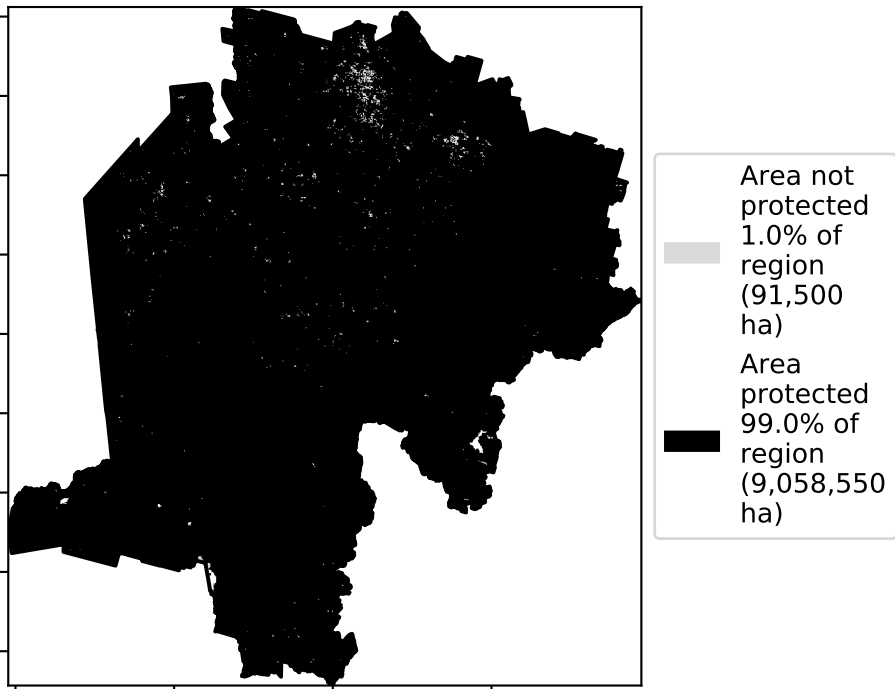 Area not
protected
1.0% of
region
(91,500
ha)
Area
protected
99.0% of
region
(9,058,550
ha)